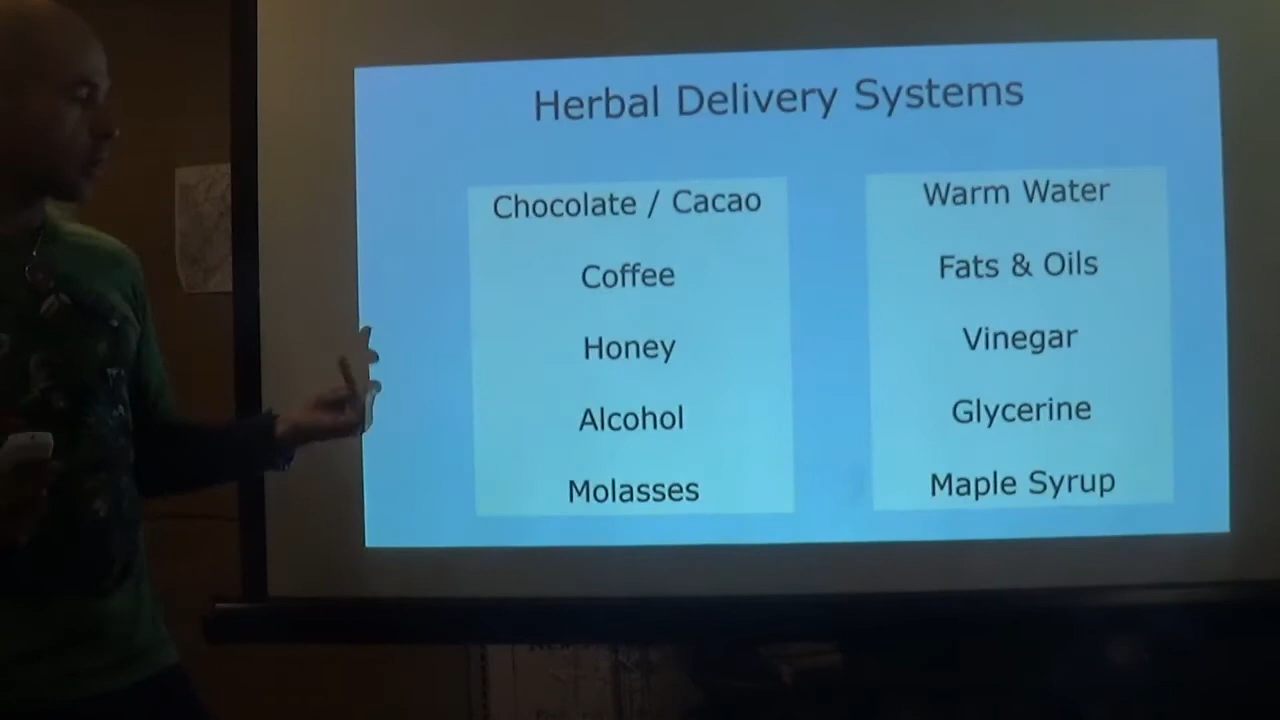 Herbal Delivery Systems
Chocolate / Cacao
Coffee
Honey
Alcohol
Molasses
Warm Water
Fats & Oils
Vinegar
Glycerine
Maple Syrup